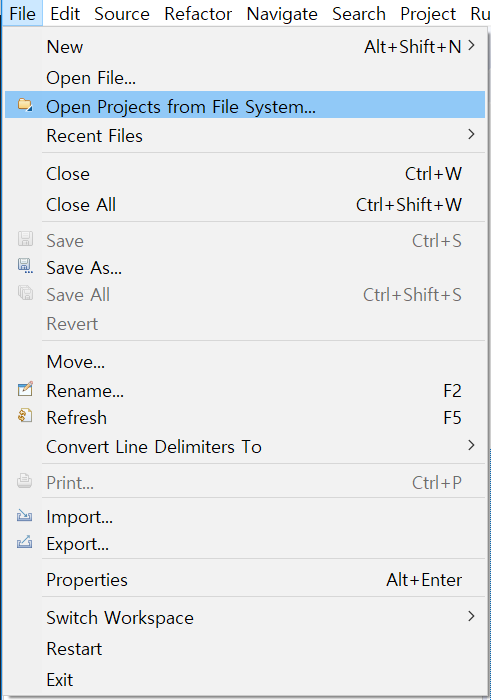 File Edit Source Refactor Navigate Search Project Ru
New Alt+Shift+N
Open File...
Open Projects from File System...
Recent Files
Close Ctrl+W
Close All Ctrl+Shift+W
Save Ctrl+S
Save As...
Save All Ctrl+Shift+S
Revert
Move...
Rename... F2
Refresh F5
Convert Line Delimiters To
Print... Ctrl+P
Import...
Export...
Properties Alt+Enter
Switch Workspace
Restart
Exit